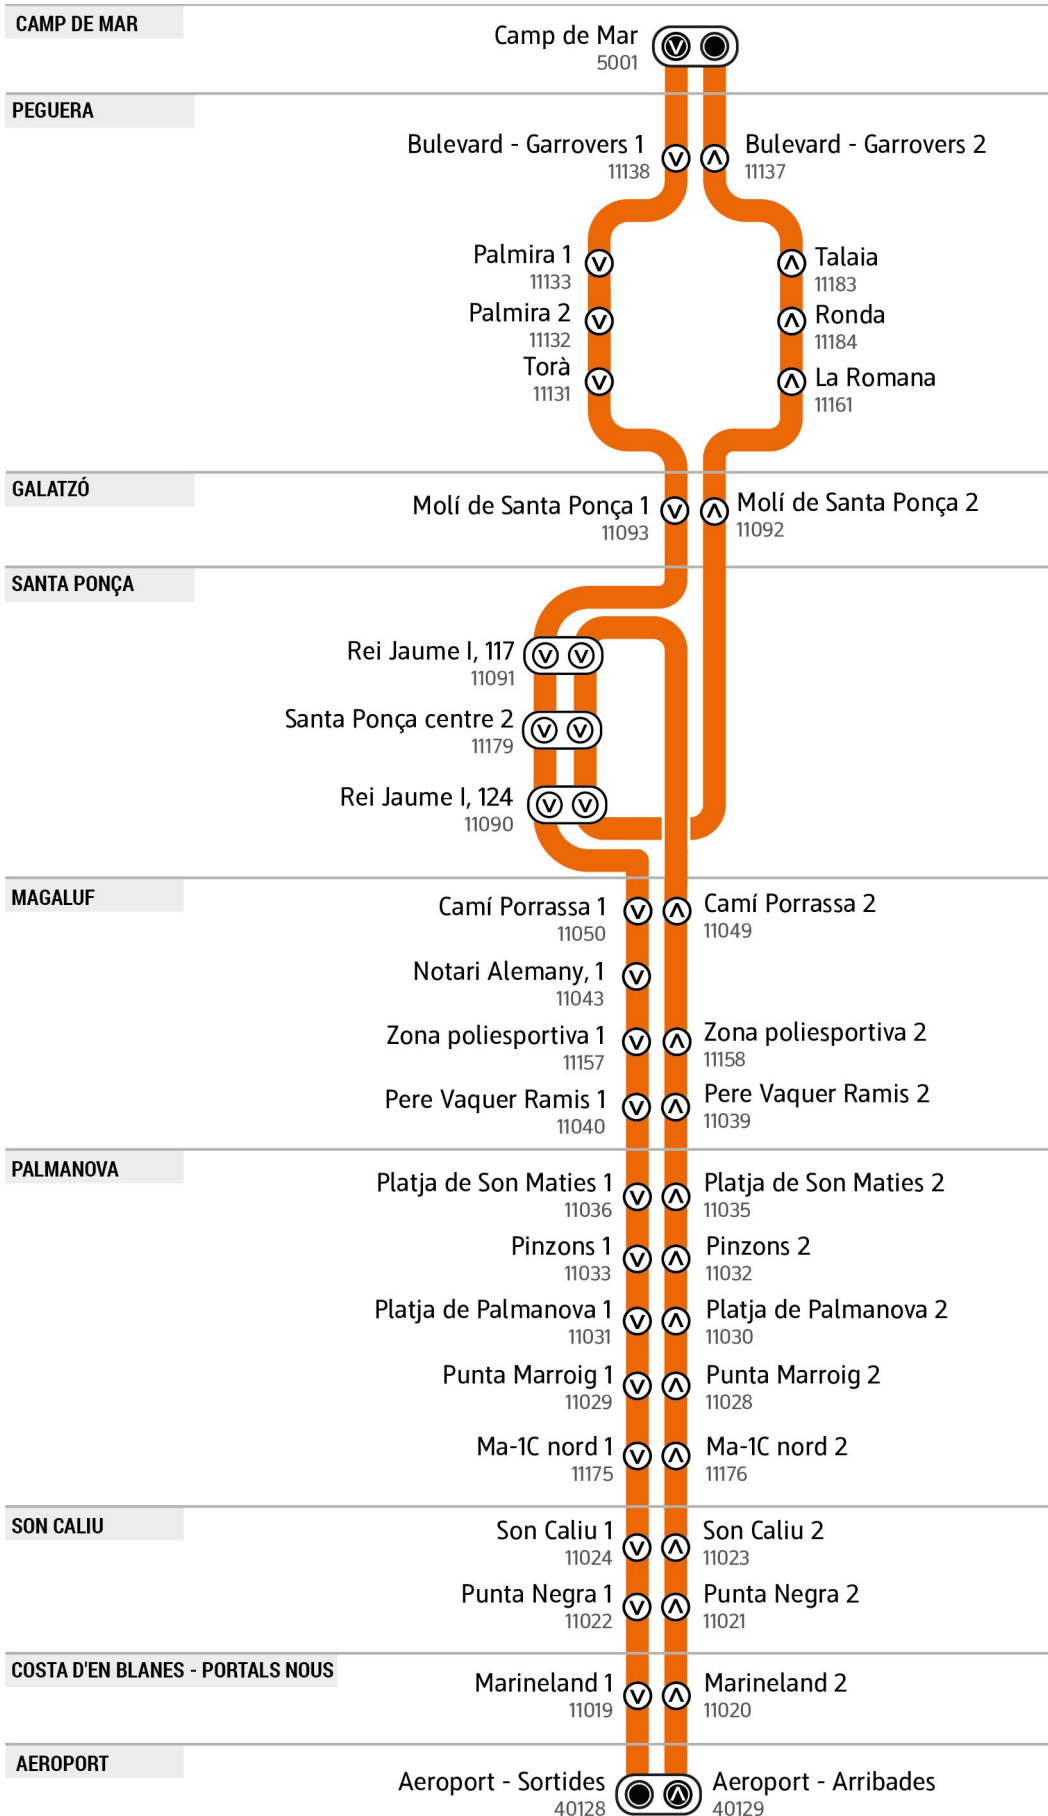 CAMP DE MAR
Camp de Mar
5001
PEGUERA
Bulevard - Garrovers 1
11138
Bulevard - Garrovers 2
11137
Palmira 1
11133
Talaia
11183
Palmira 2
11132
Ronda
11184
Torà
11131
La Romana
11161
GALATZÓ
Molí de Santa Ponça 1
11093
Molí de Santa Ponça 2
11092
SANTA PONÇA
Rei Jaume I, 117
11091
Santa Ponça centre 2
11179
Rei Jaume I, 124
11090
MAGALUF
Camí Porrassa 1
11050
Camí Porrassa 2
11049
Notari Alemany, 1
11043
Zona poliesportiva 1
11157
Zona poliesportiva 2
11158
Pere Vaquer Ramis 1
11040
Pere Vaquer Ramis 2
11039
PALMANOVA
Platja de Son Maties 1
11036
Platja de Son Maties 2
11035
Pinzons 1
11033
Pinzons 2
11032
Platja de Palmanova 1
11031
Platja de Palmanova 2
11030
Punta Marroig 1
11029
Punta Marroig 2
11028
Ma-1C nord 1
11175
Ma-1C nord 2
11176
SON CALIU
Son Caliu 1
11024
Son Caliu 2
11023
Punta Negra 1
11022
Punta Negra 2
11021
COSTA D'EN BLANES - PORTALS NOUS
Marineland 1
11019
Marineland 2
11020
AEROPORT
Aeroport - Sortides
40128
Aeroport - Arribades
40129